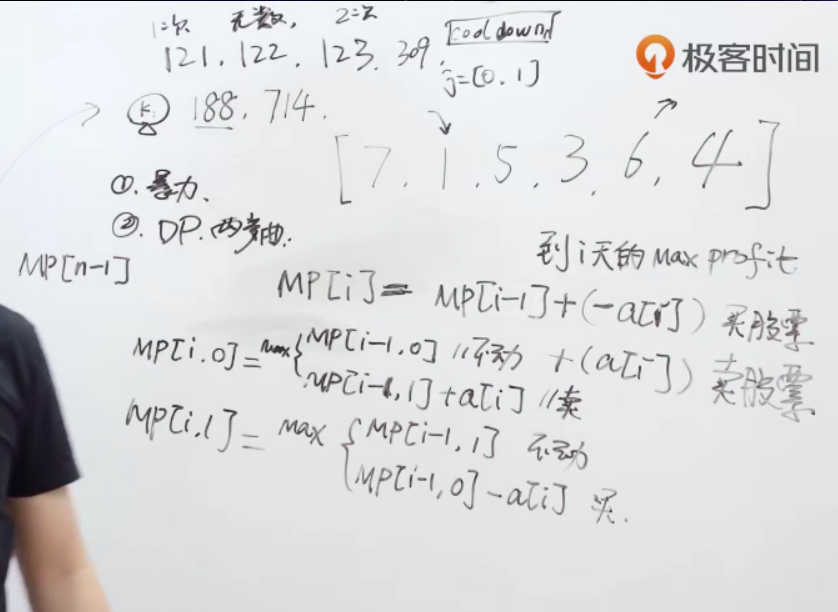 1次 无数, 2次 cooldown
121. 122. 123. 309. j=[0, 1]
极客时间
K. 188, 714.
[7, 1, 5, 3, 6, 4]
①. 暴力.
②. DP. 两步曲.
到i天的 Max profit
MP[n-1]
MP[i] = MP[i-1] + (-a[i]) 买股票
+ (a[i]) 卖股票
MP[i, 0] = max { MP[i-1, 0] // 不动
MP[i-1, 1] + a[i] // 卖
MP[i, 1] = max { MP[i-1, 1] 不动
MP[i-1, 0] - a[i] 买.